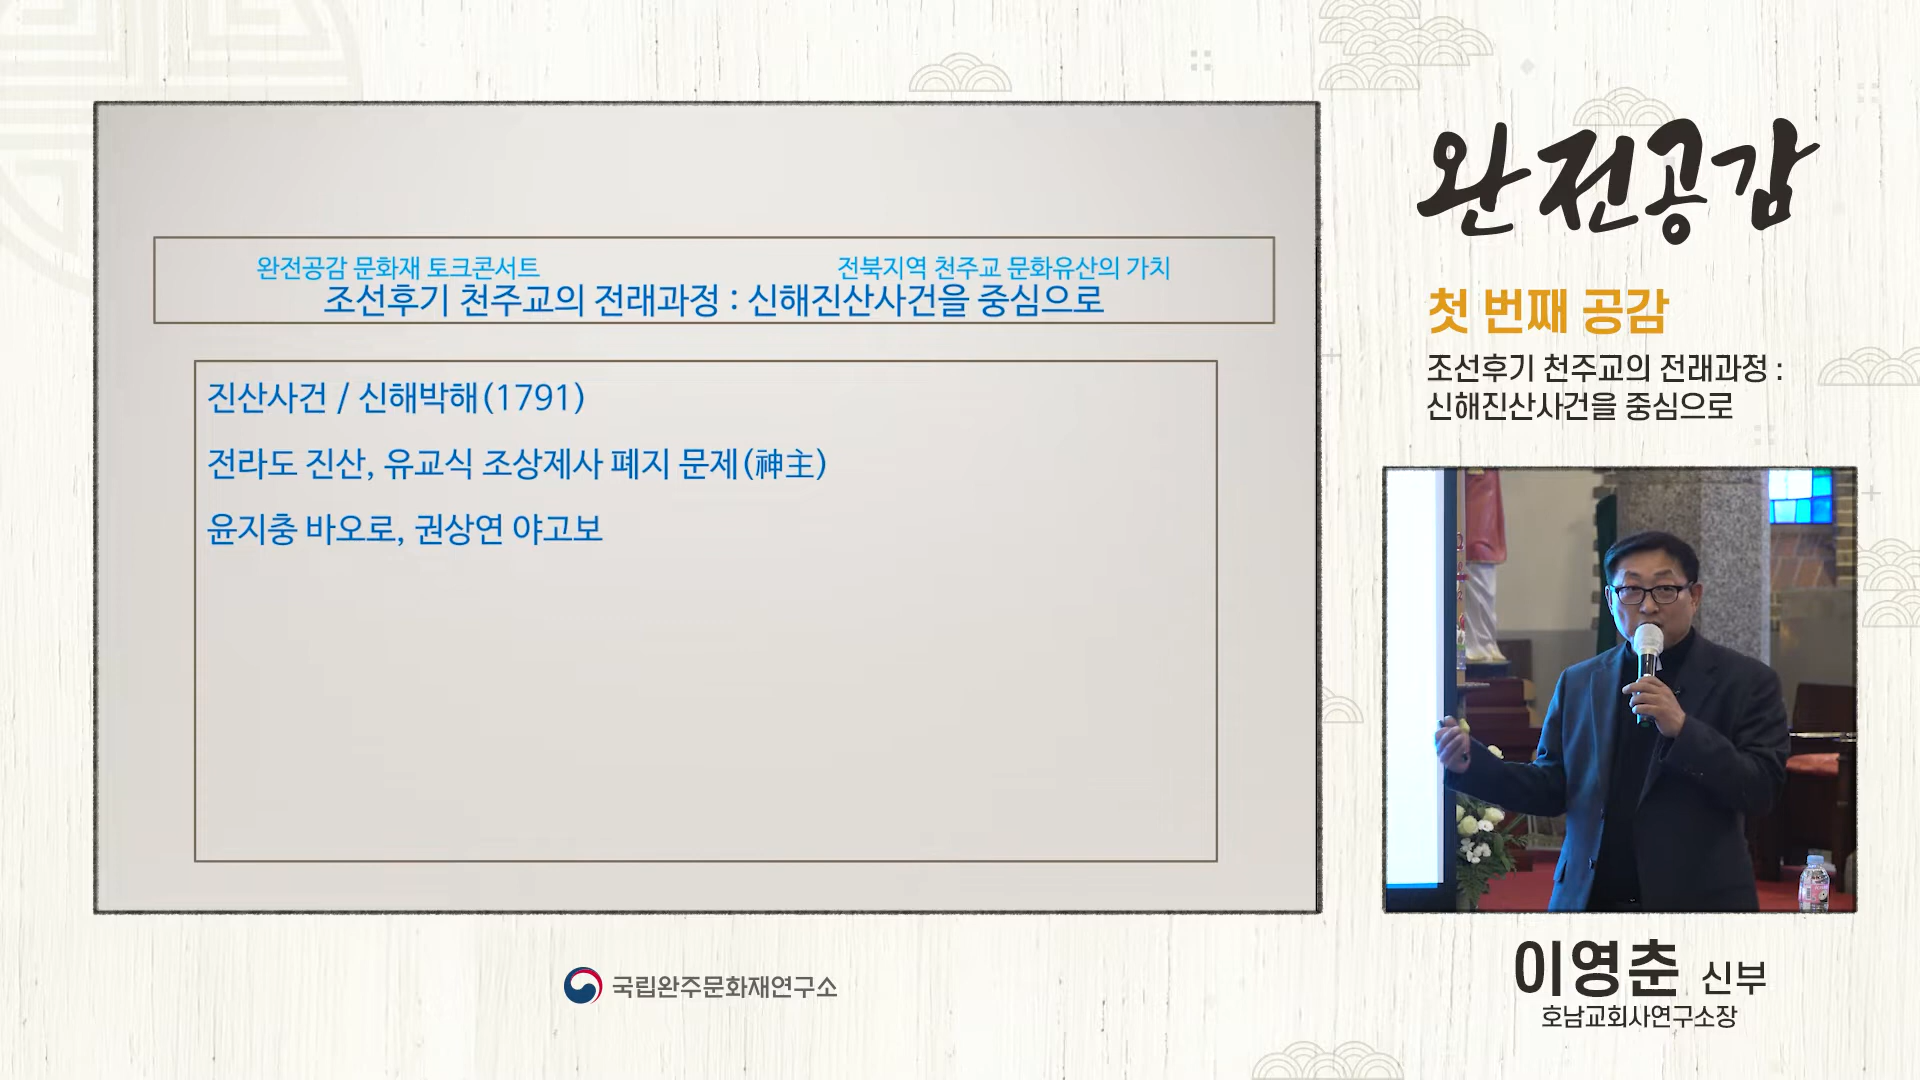 완전공감 문화재 토크콘서트 전북지역 천주교 문화유산의 가치
조선후기 천주교의 전래과정 : 신해진산사건을 중심으로
진산사건 / 신해박해(1791)
전라도 진산, 유교식 조상제사 폐지 문제(神主)
윤지충 바오로, 권상연 야고보
완전공감
첫 번째 공감
조선후기 천주교의 전래과정 :
신해진산사건을 중심으로
이영춘 신부
호남교회사연구소장
국립완주문화재연구소